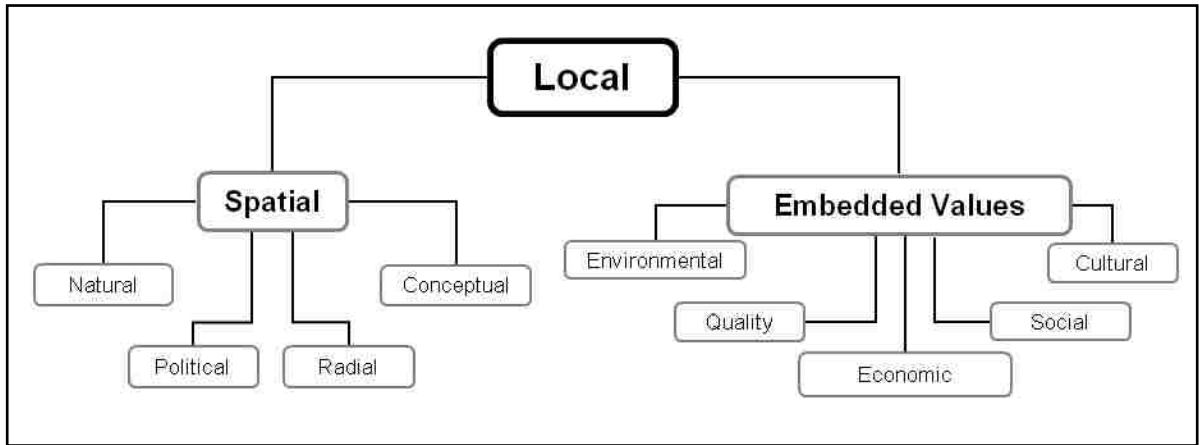 Local
Spatial
Embedded Values
Natural
Political
Radial
Conceptual
Environmental
Quality
Economic
Social
Cultural